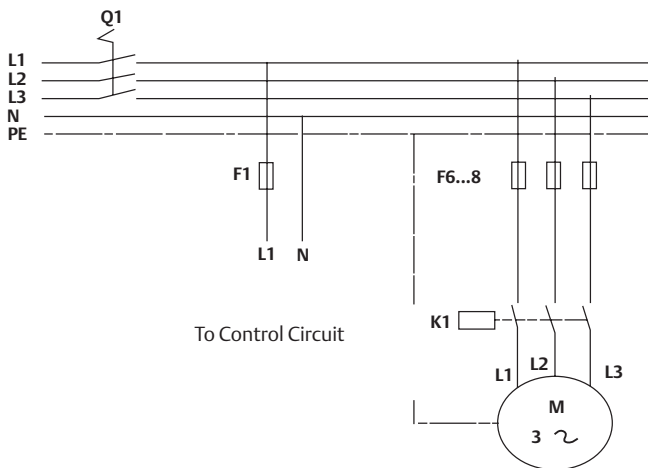 Q1
L1
L2
L3
N
PE
F1
F6...8
L1 N
To Control Circuit
K1
L1 L2 L3
M
3 ~